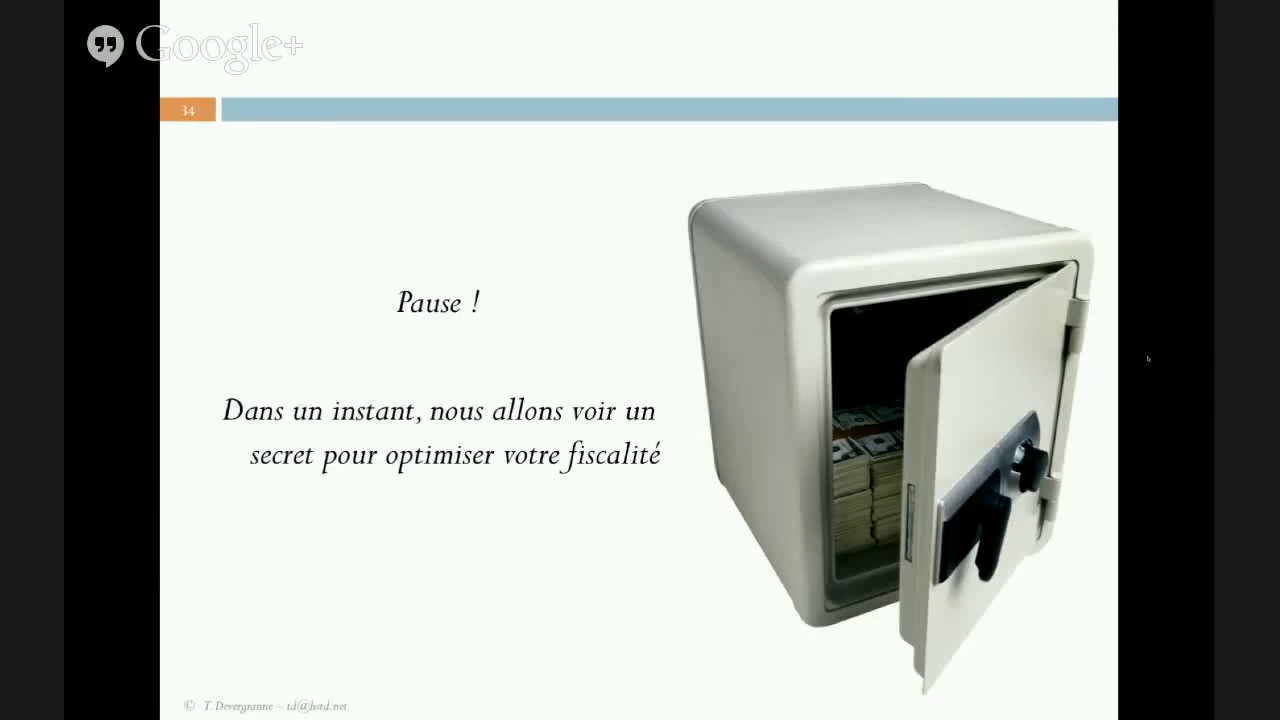 Google+
34
Pause !
Dans un instant, nous allons voir un
secret pour optimiser votre fiscalité
© T. Devergranne – td@hstd.net